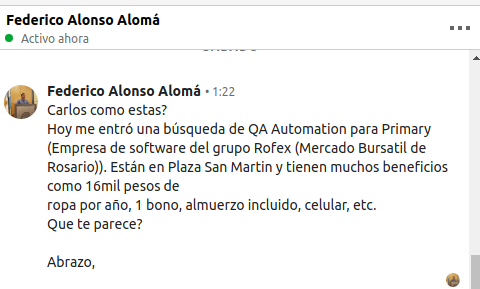 Federico Alonso Alomá
Activo ahora
Federico Alonso Alomá • 1:22
Carlos como estas?
Hoy me entró una búsqueda de QA Automation para Primary
(Empresa de software del grupo Rofex (Mercado Bursatil de
Rosario)). Están en Plaza San Martin y tienen muchos beneficios
como 16mil pesos de
ropa por año, 1 bono, almuerzo incluido, celular, etc.
Que te parece?
Abrazo,